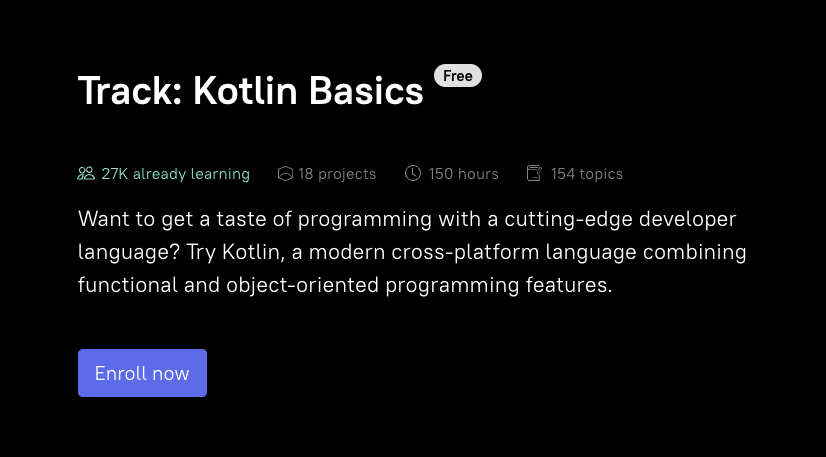 Track: Kotlin Basics Free
27K already learning 18 projects 150 hours 154 topics
Want to get a taste of programming with a cutting-edge developer
language? Try Kotlin, a modern cross-platform language combining
functional and object-oriented programming features.
Enroll now